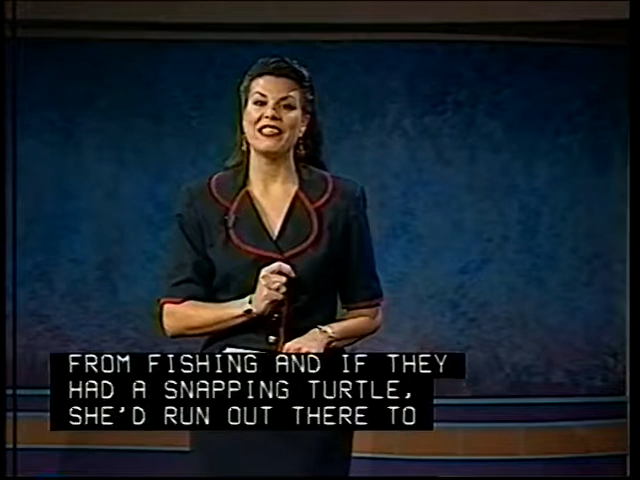 FROM FISHING AND IF THEY
HAD A SNAPPING TURTLE,
SHE'D RUN OUT THERE TO